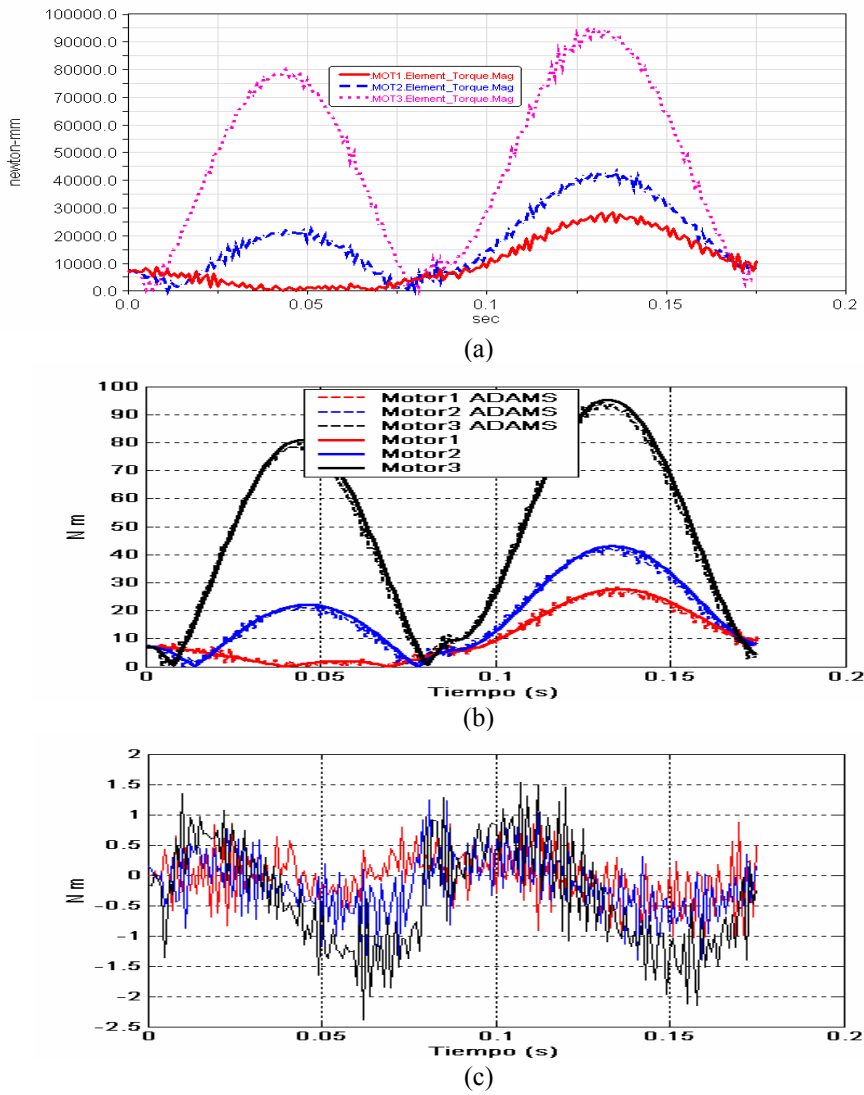 100000.0
90000.0
80000.0
70000.0
60000.0
50000.0
40000.0
30000.0
20000.0
10000.0
0.0
newton-mm
.MOT1.Element_Torque.Mag
.MOT2.Element_Torque.Mag
.MOT3.Element_Torque.Mag
0.0 0.05 0.1 0.15 0.2
sec
(a)
100
90
80
70
60
50
40
30
20
10
0
N m
Motor1 ADAMS
Motor2 ADAMS
Motor3 ADAMS
Motor1
Motor2
Motor3
0 0.05 0.1 0.15 0.2
Tiempo (s)
(b)
2
1.5
1
0.5
0
-0.5
-1
-1.5
-2
-2.5
N m
0 0.05 0.1 0.15 0.2
Tiempo (s)
(c)